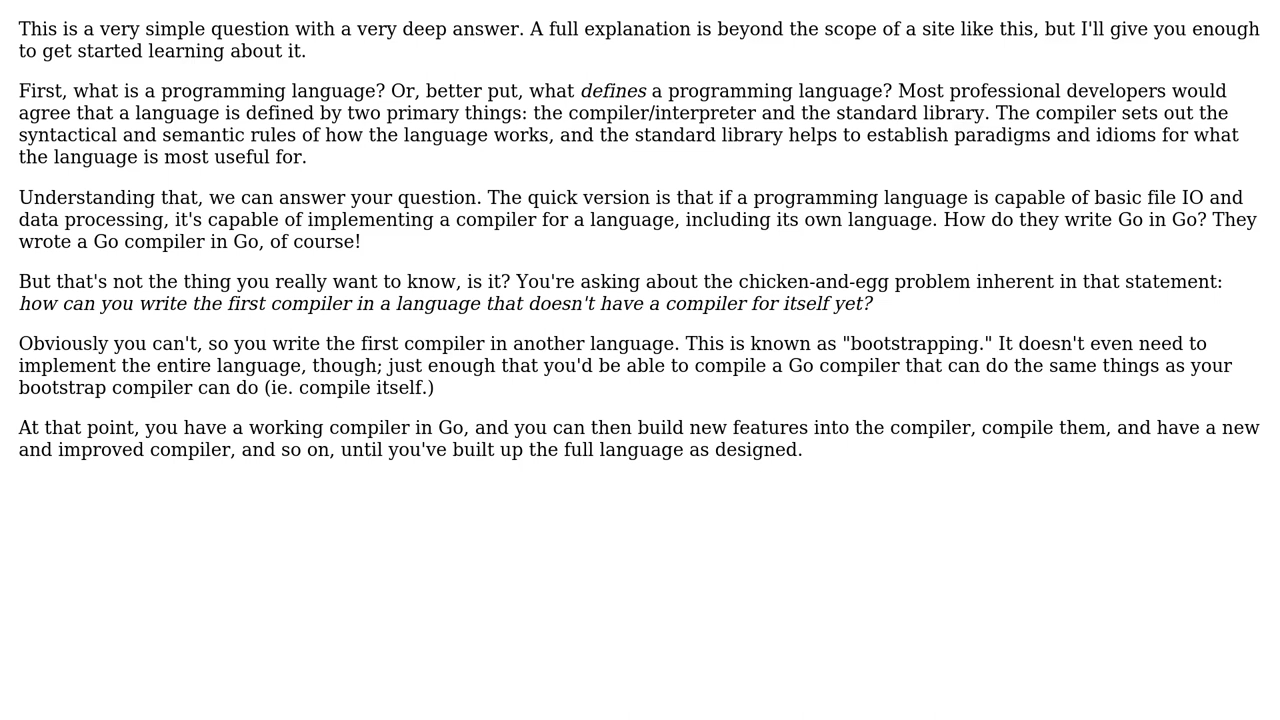 This is a very simple question with a very deep answer. A full explanation is beyond the scope of a site like this, but I'll give you enough
to get started learning about it.
First, what is a programming language? Or, better put, what defines a programming language? Most professional developers would
agree that a language is defined by two primary things: the compiler/interpreter and the standard library. The compiler sets out the
syntactical and semantic rules of how the language works, and the standard library helps to establish paradigms and idioms for what
the language is most useful for.
Understanding that, we can answer your question. The quick version is that if a programming language is capable of basic file IO and
data processing, it's capable of implementing a compiler for a language, including its own language. How do they write Go in Go? They
wrote a Go compiler in Go, of course!
But that's not the thing you really want to know, is it? You're asking about the chicken-and-egg problem inherent in that statement:
how can you write the first compiler in a language that doesn't have a compiler for itself yet?
Obviously you can't, so you write the first compiler in another language. This is known as "bootstrapping." It doesn't even need to
implement the entire language, though; just enough that you'd be able to compile a Go compiler that can do the same things as your
bootstrap compiler can do (ie. compile itself.)
At that point, you have a working compiler in Go, and you can then build new features into the compiler, compile them, and have a new
and improved compiler, and so on, until you've built up the full language as designed.